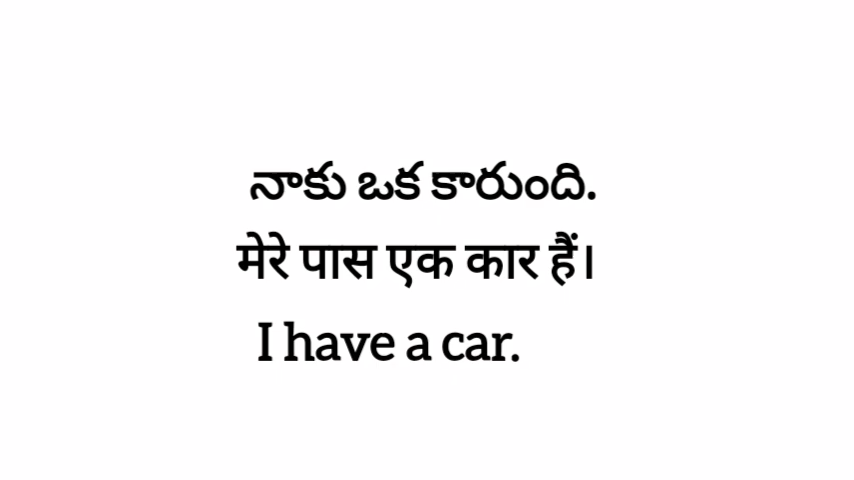 నాకు ఒక కారుంది.
मेरे पास एक कार हैं।
I have a car.